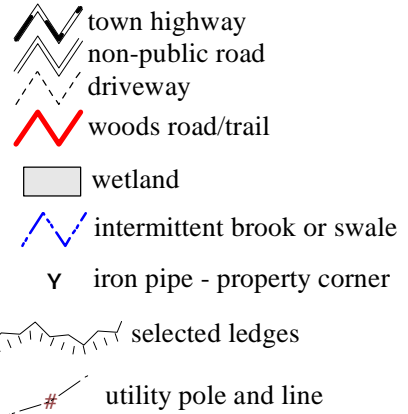 town highway
non-public road
driveway
woods road/trail
wetland
intermittent brook or swale
Y iron pipe - property corner
selected ledges
# utility pole and line